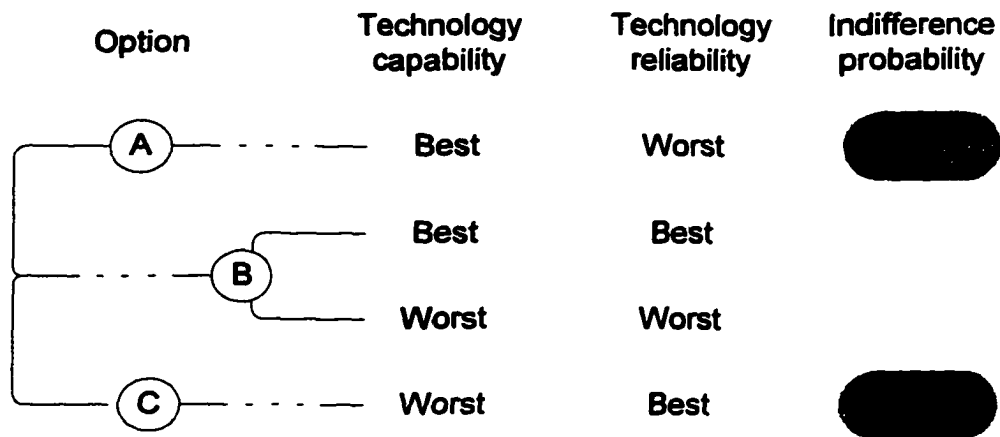 Option Technology capability Technology reliability Indifference probability
A Best Worst
Best Best
B
Worst Worst
C Worst Best